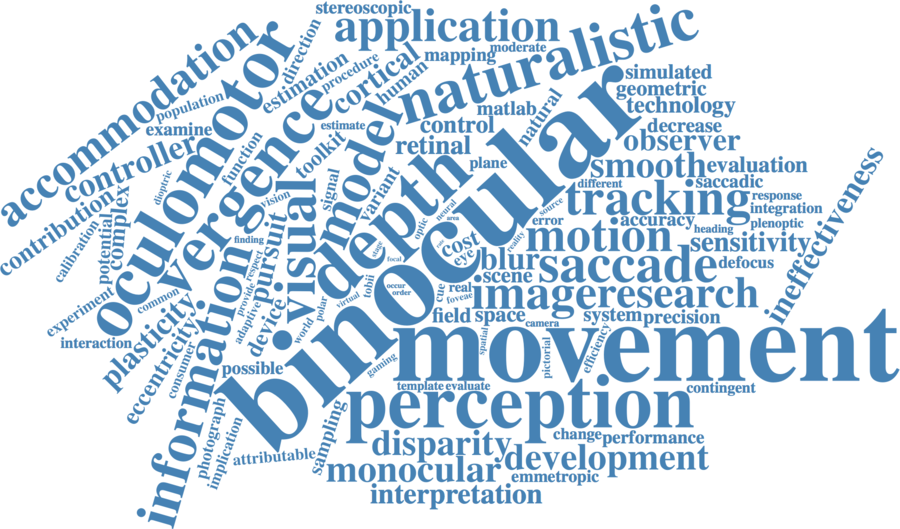 stereoscopic
application
naturalistic
direction
moderate
mapping
accommodation
oculomotor
estimation
procedure
cortical
human
simulated
geometric
technology
population
examine
estimate
matlab
natural
control
decrease
observer
controller
vergence
function
toolkit
model
retinal
plane
binocular
smooth
evaluation
contribution
dioptric
vision
signal
variant
depth
different
saccadic
tracking
response
integration
complex
potential
calibration
visual
neural
area
source
accuracy
plenoptic
heading
error
motion
sensitivity
ineffectiveness
finding
pursuit
optic
cost
eye
reality
blur
saccade
defocus
respect
provide
information
stage
focal
scene
experiment
common
adaptive
device
tobii
occur
order
cue
real
foveae
image
research
interaction
plasticity
polar
virtual
world
field
space
system
precision
camera
spatial
movement
eccentricity
consumer
possible
gaming
pictorial
efficiency
template
evaluate
contingent
perception
photograph
implication
attributable
sampling
disparity
change
performance
monocular
development
emmetropic
interpretation